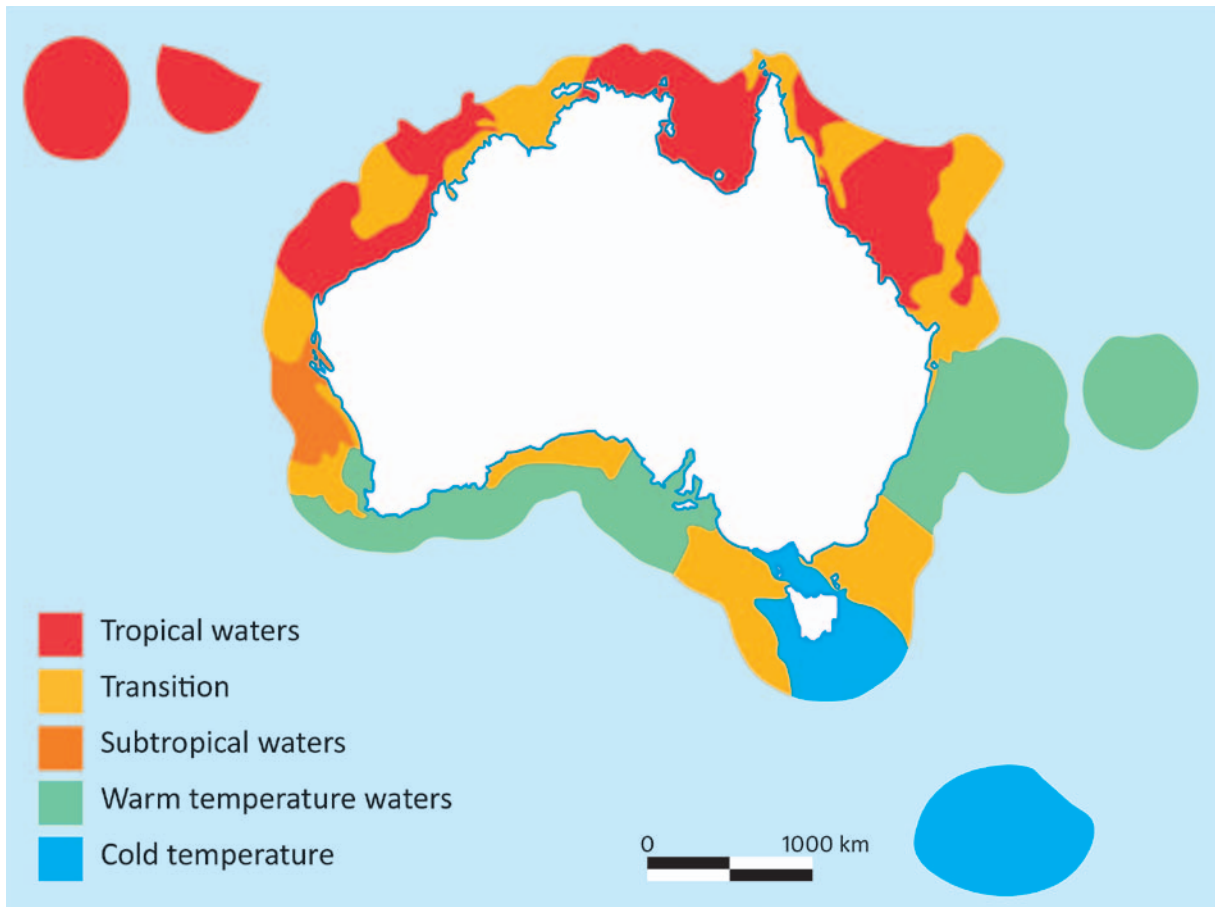 Tropical waters
Transition
Subtropical waters
Warm temperature waters
Cold temperature
0 1000 km